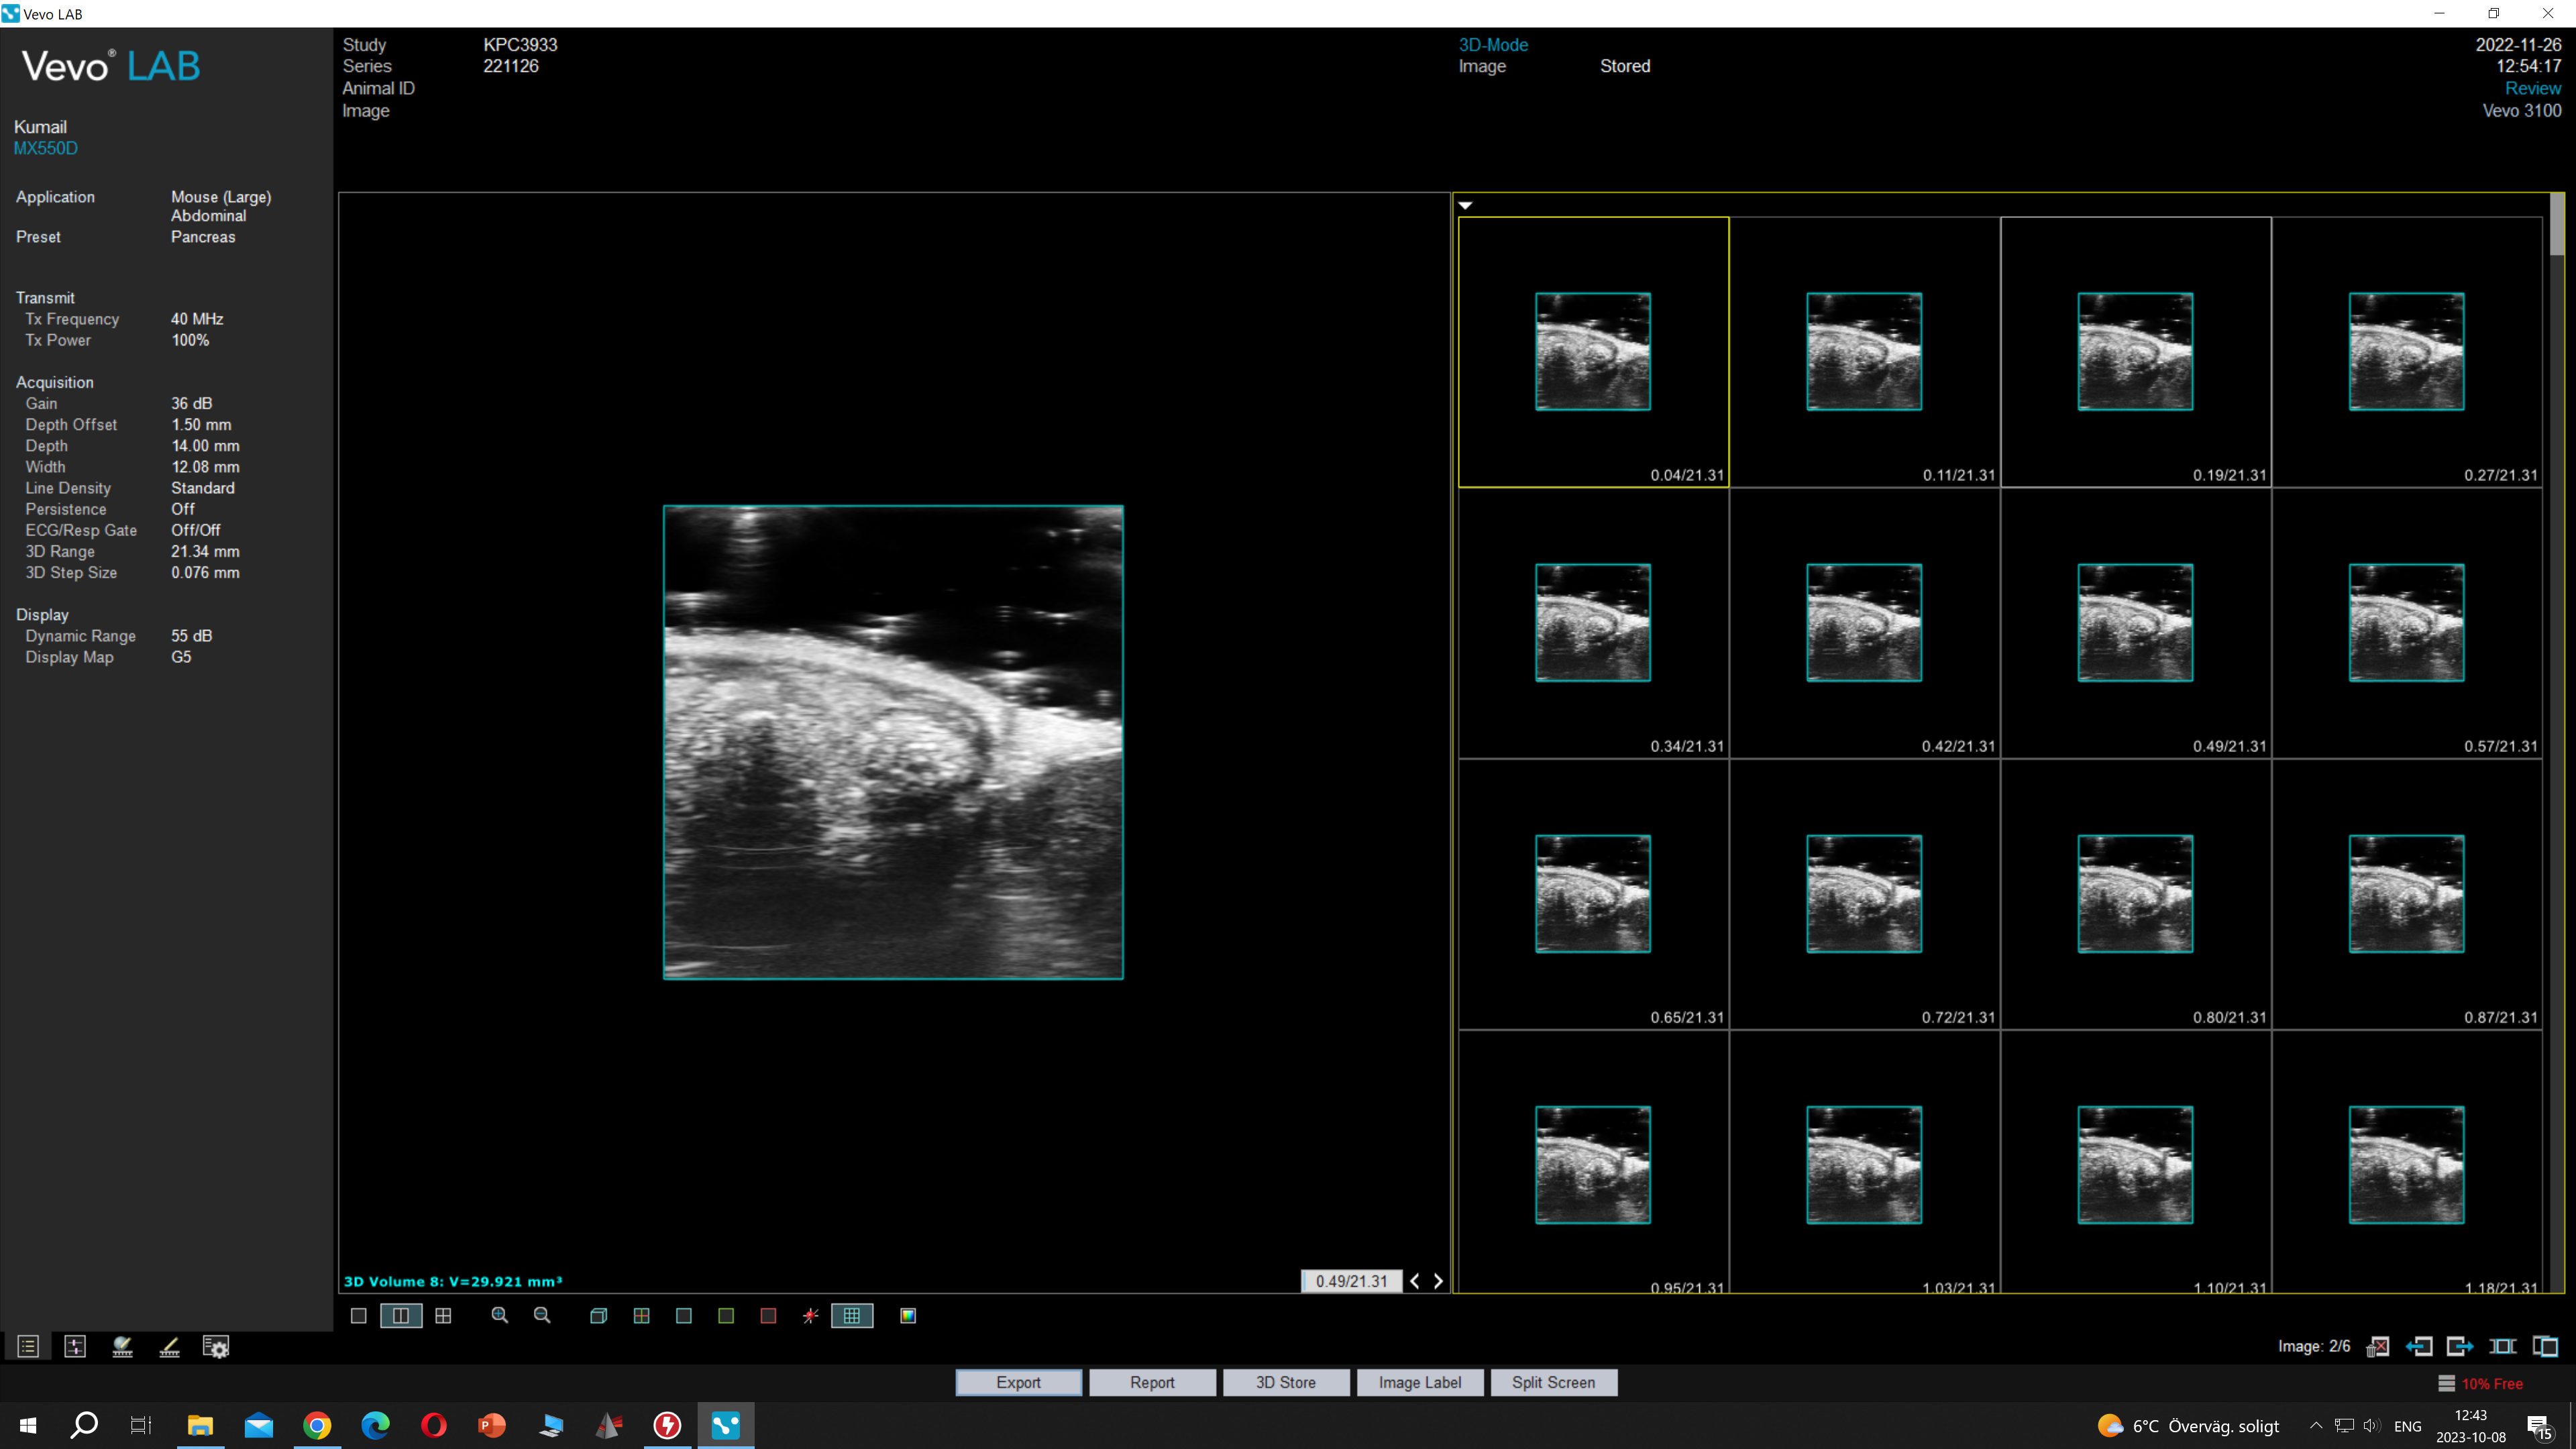 Vevo LAB
Vevo® LAB
Kumail
MX550D
Application Mouse (Large)
Abdominal
Preset Pancreas
Transmit
Tx Frequency 40 MHz
Tx Power 100%
Acquisition
Gain 36 dB
Depth Offset 1.50 mm
Depth 14.00 mm
Width 12.08 mm
Line Density Standard
Persistence Off
ECG/Resp Gate Off/Off
3D Range 21.34 mm
3D Step Size 0.076 mm
Display
Dynamic Range 55 dB
Display Map G5
Study KPC3933
Series 221126
Animal ID
Image
3D-Mode
Image Stored
2022-11-26
12:54:17
Review
Vevo 3100
0.04/21.31 0.11/21.31 0.19/21.31 0.27/21.31
0.34/21.31 0.42/21.31 0.49/21.31 0.57/21.31
0.65/21.31 0.72/21.31 0.80/21.31 0.87/21.31
0.95/21.31 1.03/21.31 1.10/21.31 1.18/21.31
3D Volume 8: V=29.921 mm³
0.49/21.31
Image: 2/6
Export Report 3D Store Image Label Split Screen
10% Free
6°C Överväg. soligt
ENG
12:43
2023-10-08
15